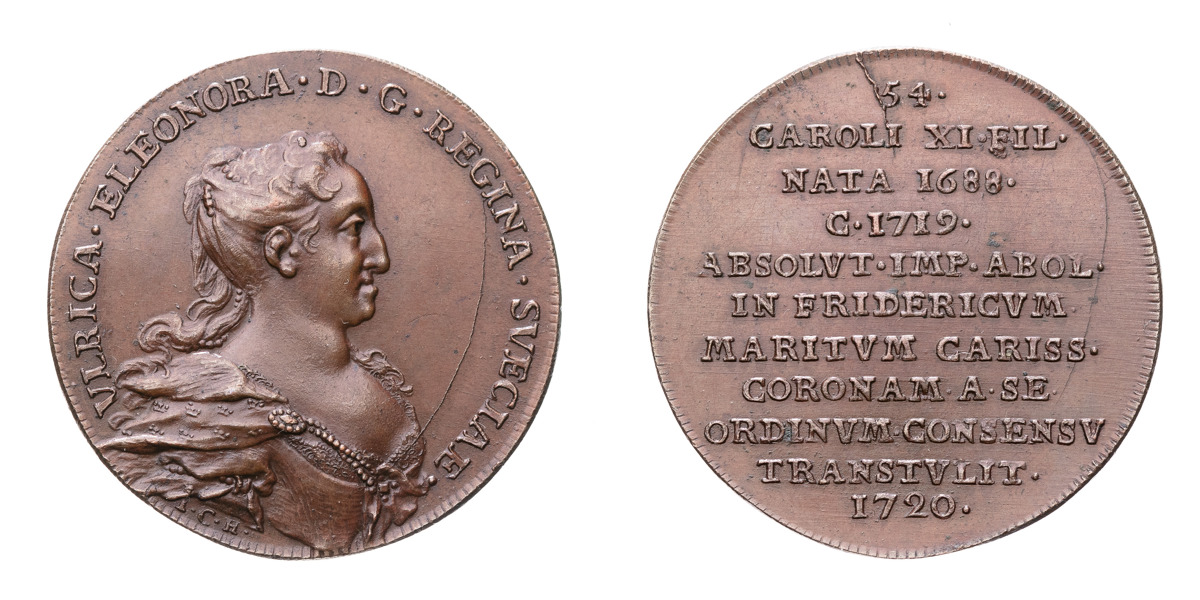 VLRICA · ELEONORA · D · G · REGINA · SVECIAE ·
I · C · H ·
54 ·
CAROLI XI · FIL ·
NATA 1688 ·
C · 1719 ·
ABSOLVT · IMP · ABOL ·
IN FRIDERICVM
MARITVM CARISS ·
CORONAM A · SE
ORDINVM CONSENSV
TRANSTVLIT ·
1720 ·